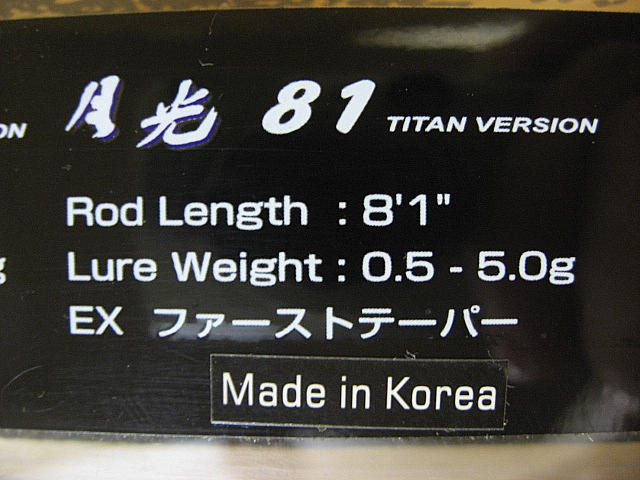 月光 81 TITAN VERSION
Rod Length : 8'1"
Lure Weight : 0.5 - 5.0g
EX ファーストテーパー
Made in Korea